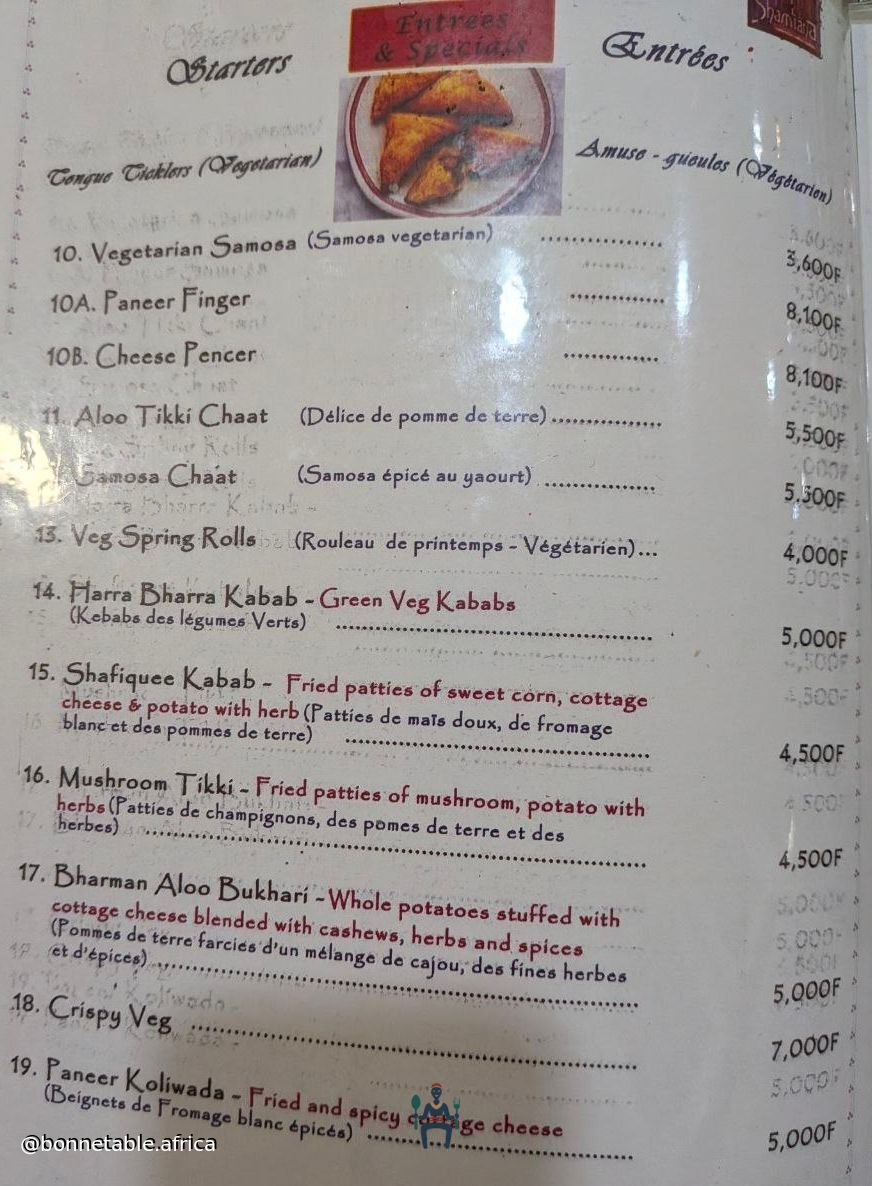 Shamiana
Entrees
& Specials
Starters
Entrées
Tongue Ticklers (Vegetarian)
Amuse - gueules (Végétarien)
10. Vegetarian Samosa (Samosa vegetarian) .................. 3,600F
10A. Paneer Finger .............. 8,100F
10B. Cheese Pencer .............. 8,100F
11. Aloo Tikki Chaat (Délice de pomme de terre)................ 5,500F
Samosa Chaat (Samosa épicé au yaourt) ................ 5.500F
13. Veg Spring Rolls (Rouleau de printemps - Végétarien)... 4,000F
14. Harra Bharra Kabab - Green Veg Kababs
(Kebabs des légumes Verts) ............................................ 5,000F
15. Shafiquee Kabab - Fried patties of sweet corn, cottage
cheese & potato with herb (Patties de maïs doux, de fromage
blanc et des pommes de terre) .......................................... 4,500F
16. Mushroom Tikki - Fried patties of mushroom, potato with
herbs (Patties de champignons, des pomes de terre et des
herbes) ...................................................................... 4,500F
17. Bharman Aloo Bukhari - Whole potatoes stuffed with
cottage cheese blended with cashews, herbs and spices
(Pommes de terre farcies d'un mélange de cajou, des fines herbes
et d'épices) .................................................................. 5,000F
18. Crispy Veg .............................................................. 7,000F
19. Paneer Koliwada - Fried and spicy cottage cheese
(Beignets de Fromage blanc épicés) .................................... 5,000F
@bonnetable.africa